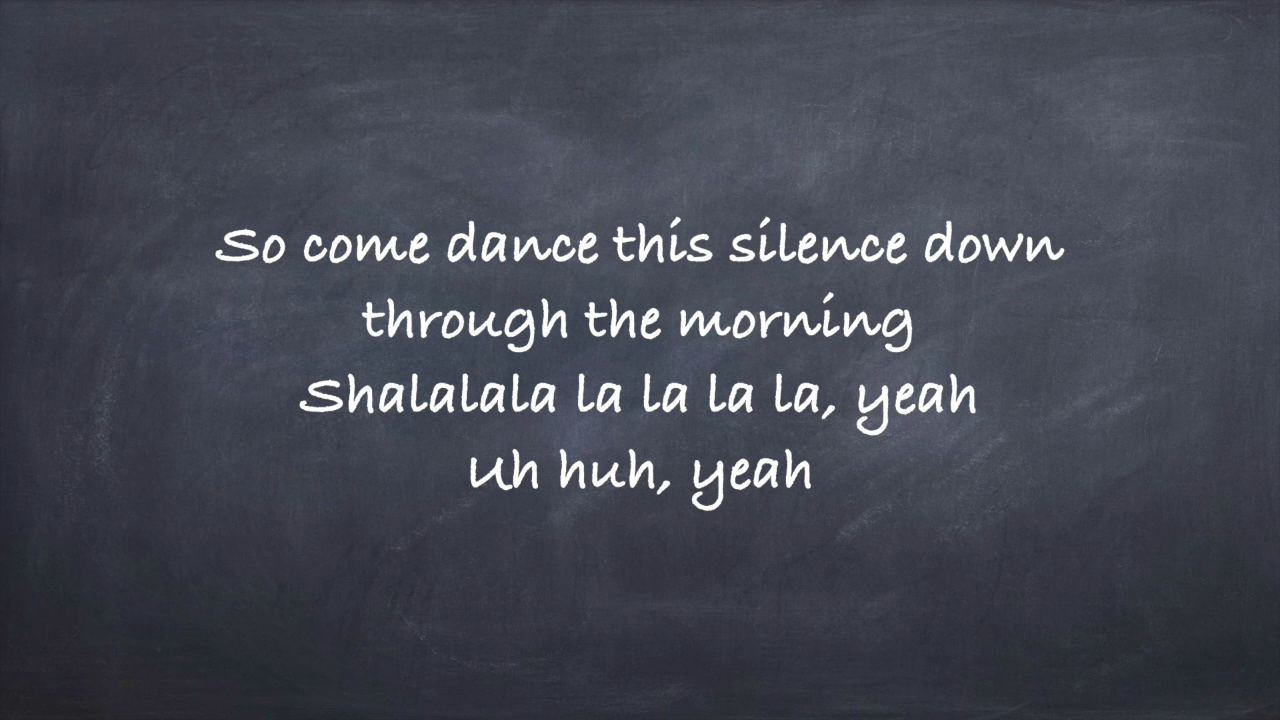 So come dance this silence down
through the morning
Shalalala la la la la, yeah
Uh huh, yeah